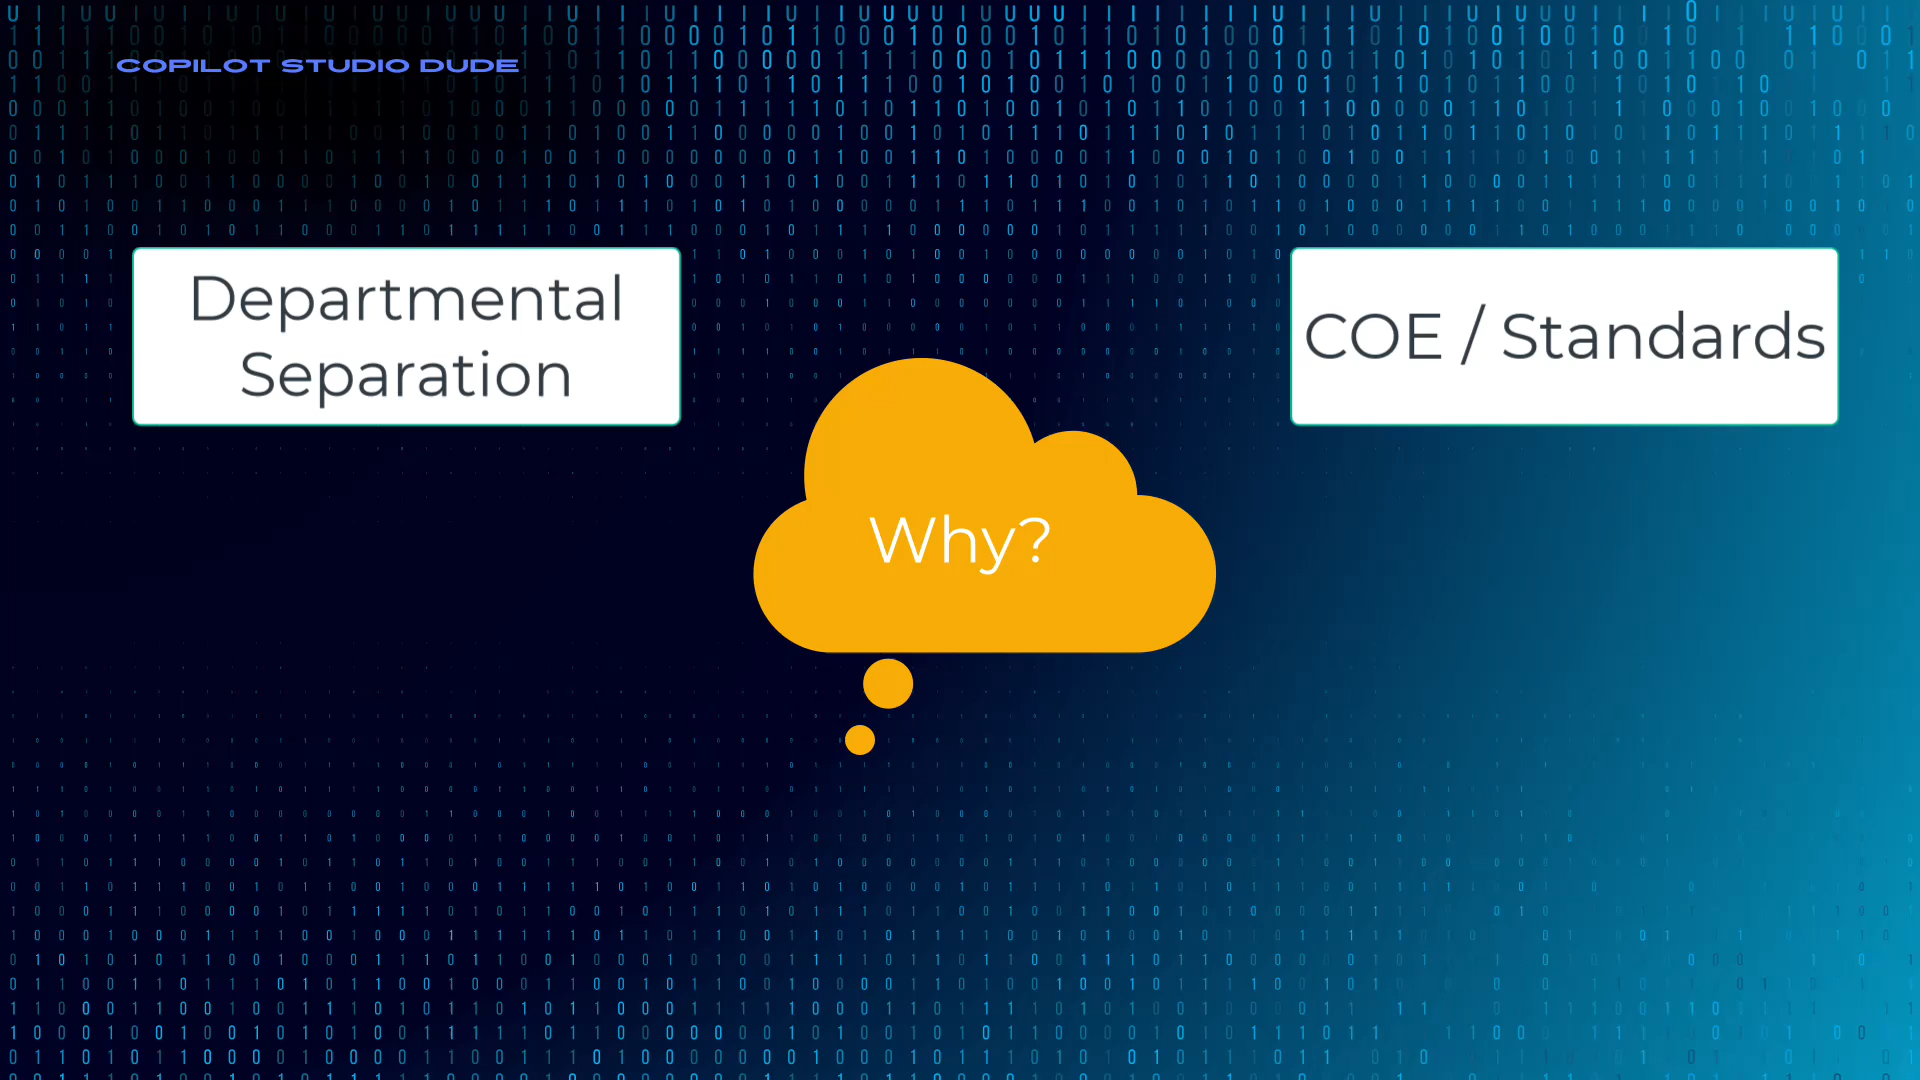 COPILOT STUDIO DUDE
Departmental
Separation
COE / Standards
Why?